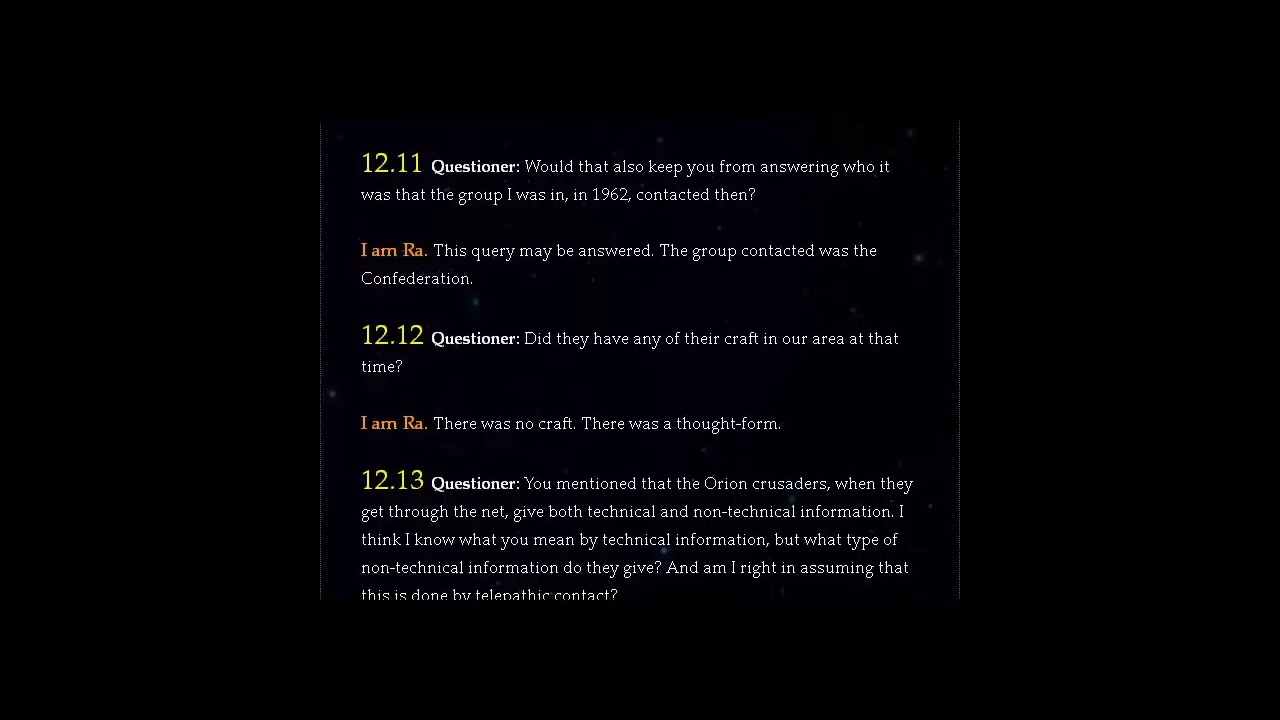 12.11 Questioner: Would that also keep you from answering who it
was that the group I was in, in 1962, contacted then?
I am Ra. This query may be answered. The group contacted was the
Confederation.
12.12 Questioner: Did they have any of their craft in our area at that
time?
I am Ra. There was no craft. There was a thought-form.
12.13 Questioner: You mentioned that the Orion crusaders, when they
get through the net, give both technical and non-technical information. I
think I know what you mean by technical information, but what type of
non-technical information do they give? And am I right in assuming that
this is done by telepathic contact?